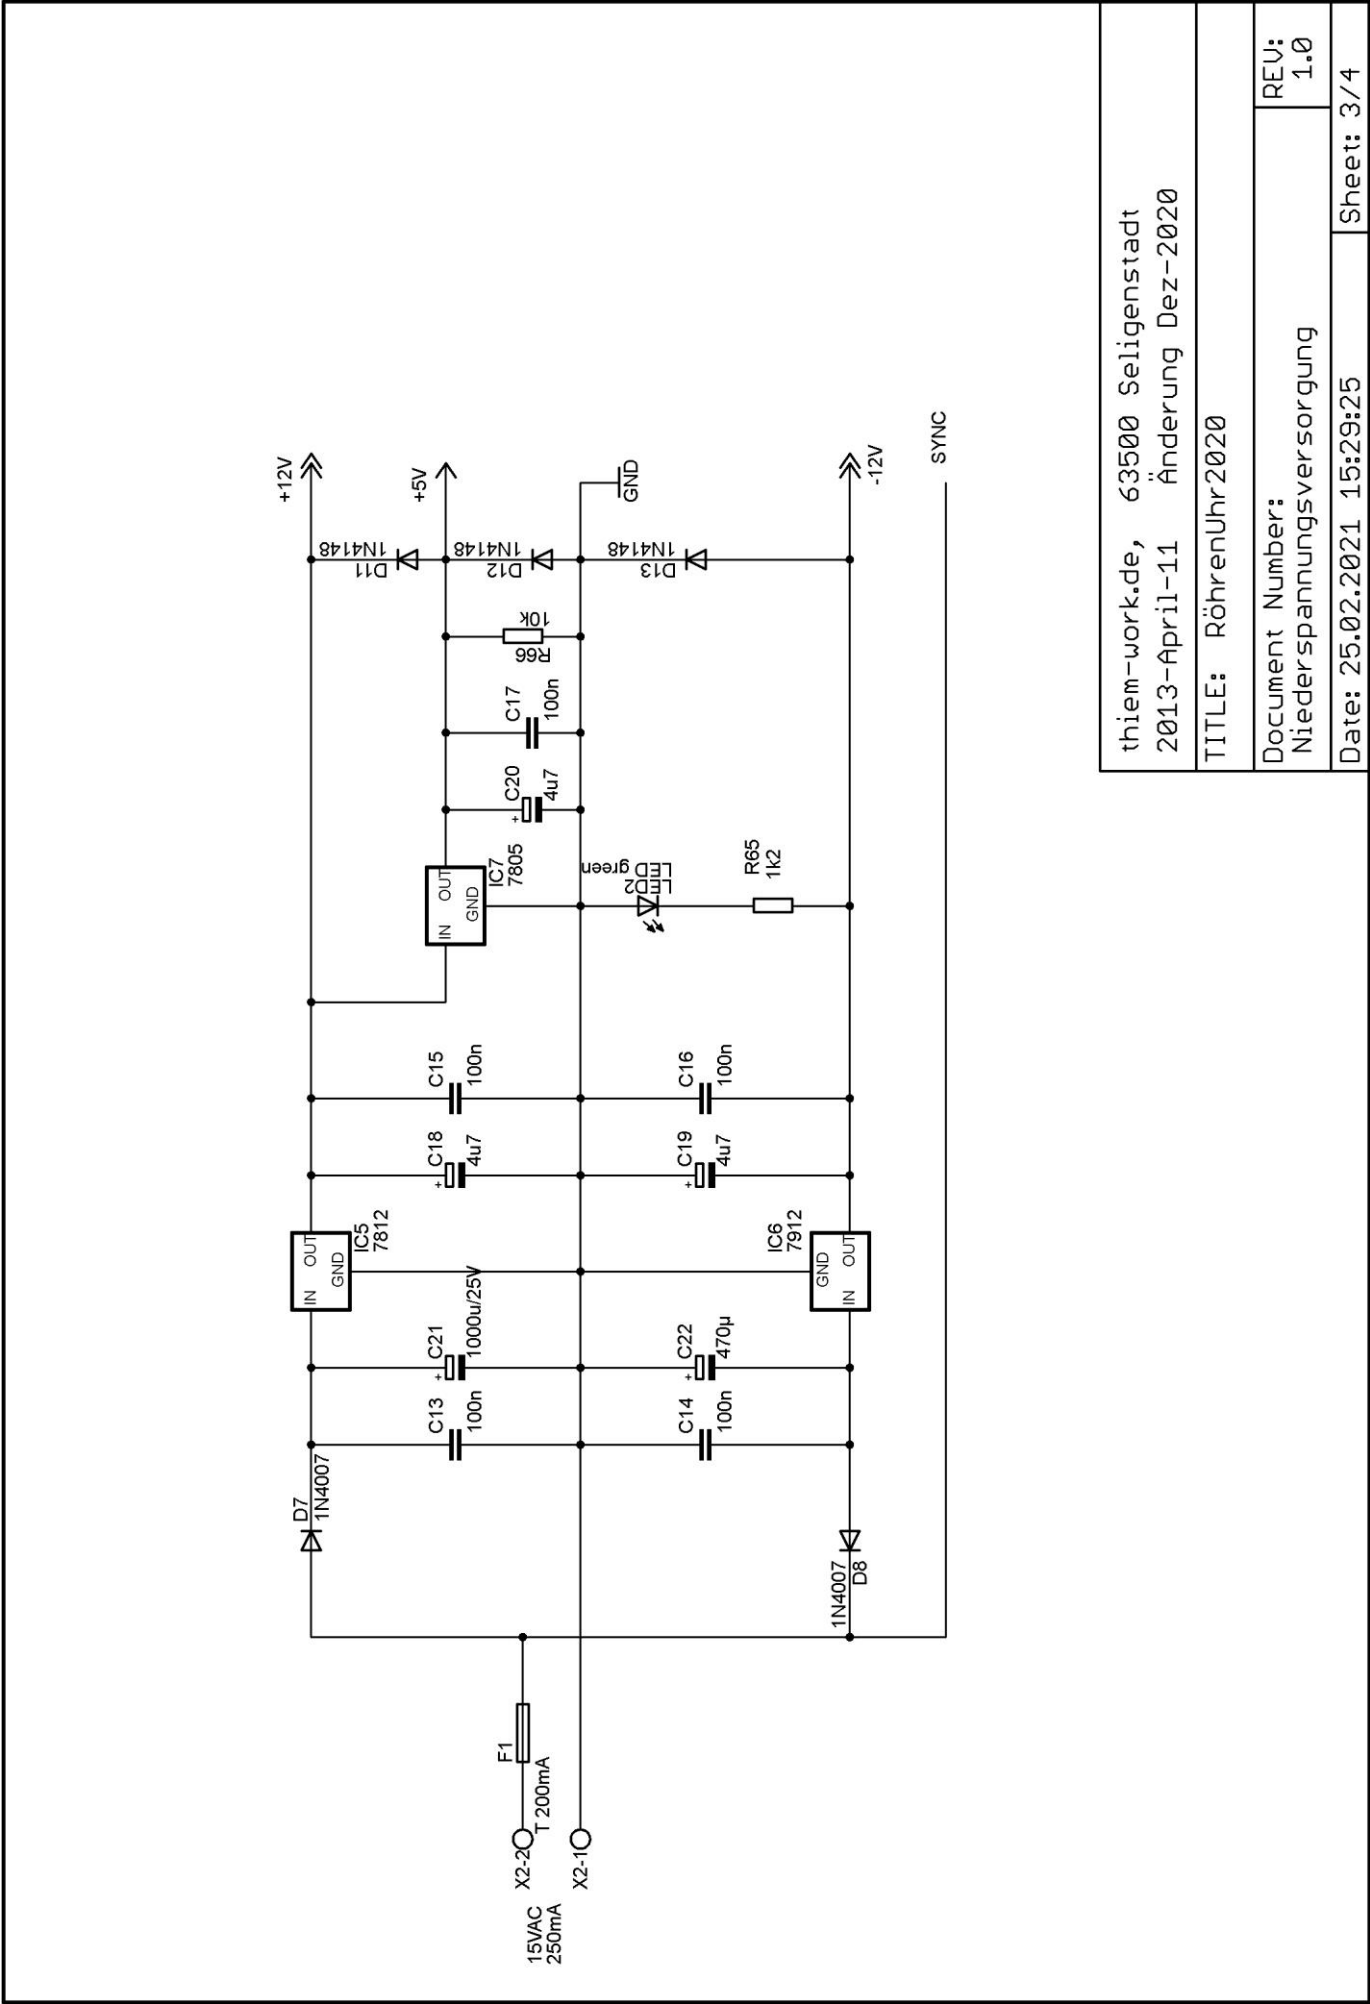 +12V
+5V
GND
-12V
SYNC
D11
1N4148
D12
1N4148
D13
1N4148
R66
10k
C17
100n
C20
4u7
IC7
7805
IN
OUT
GND
LED2
LED green
R65
1k2
C15
100n
C16
100n
C18
4u7
C19
4u7
IC5
7812
IN
OUT
GND
IC6
7912
IN
OUT
GND
C21
1000u/25V
C22
470µ
C13
100n
C14
100n
D7
1N4007
1N4007
D8
F1
T 200mA
X2-2
X2-1
15VAC
250mA
thiem-work.de, 63500 Seligenstadt
2013-April-11 Änderung Dez-2020
TITLE: RöhrenUhr2020
Document Number:
Niederspannungsversorgung
REV:
1.0
Date: 25.02.2021 15:29:25
Sheet: 3/4